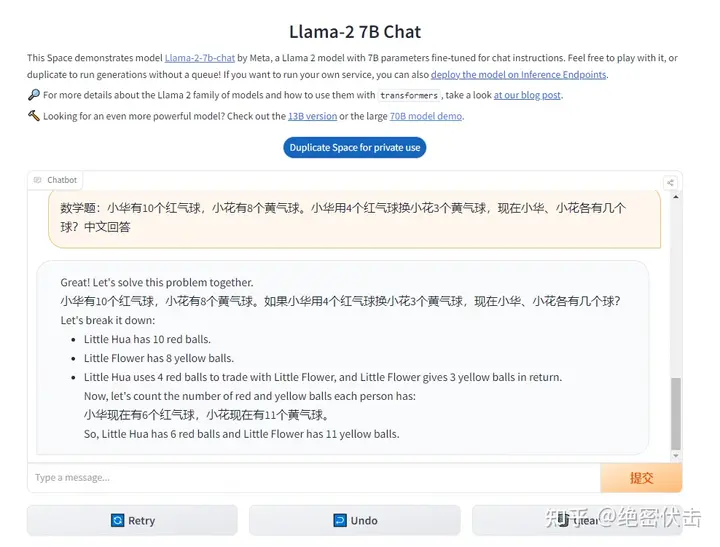 Llama-2 7B Chat
This Space demonstrates model Llama-2-7b-chat by Meta, a Llama 2 model with 7B parameters fine-tuned for chat instructions. Feel free to play with it, or
duplicate to run generations without a queue! If you want to run your own service, you can also deploy the model on Inference Endpoints.
🔎 For more details about the Llama 2 family of models and how to use them with transformers, take a look at our blog post.
🔨 Looking for an even more powerful model? Check out the 13B version or the large 70B model demo.
Duplicate Space for private use
Chatbot
数学题：小华有10个红气球，小花有8个黄气球。小华用4个红气球换小花3个黄气球，现在小华、小花各有几个
球？中文回答
Great! Let's solve this problem together.
小华有10个红气球，小花有8个黄气球。如果小华用4个红气球换小花3个黄气球，现在小华、小花各有几个球？
Let's break it down:
• Little Hua has 10 red balls.
• Little Flower has 8 yellow balls.
• Little Hua uses 4 red balls to trade with Little Flower, and Little Flower gives 3 yellow balls in return.
Now, let's count the number of red and yellow balls each person has:
小华现在有6个红气球，小花现在有11个黄气球。
So, Little Hua has 6 red balls and Little Flower has 11 yellow balls.
Type a message...
提交
Retry
Undo
Clear
知乎 @绝密伏击